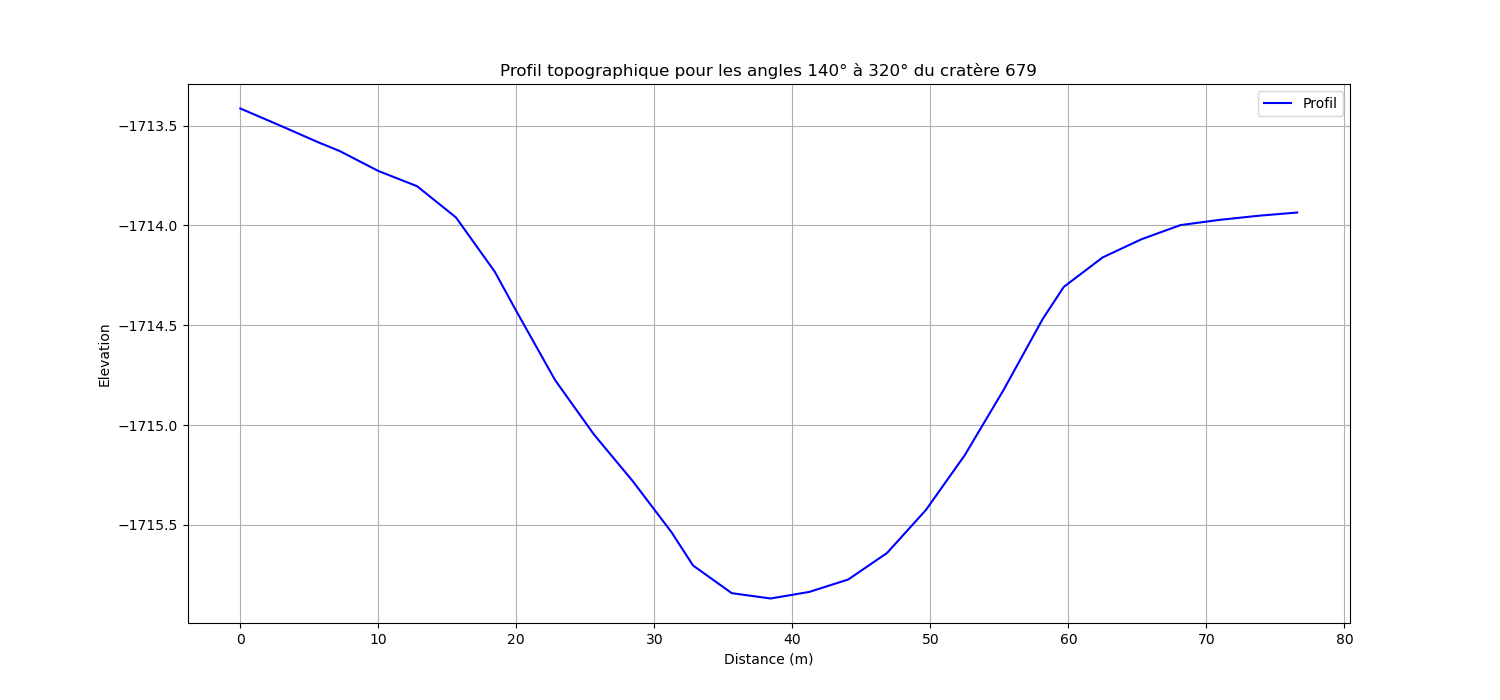 Profil topographique pour les angles 140° à 320° du cratère 679
Profil
−1713.5
−1714.0
−1714.5
−1715.0
−1715.5
Elevation
0 10 20 30 40 50 60 70 80
Distance (m)